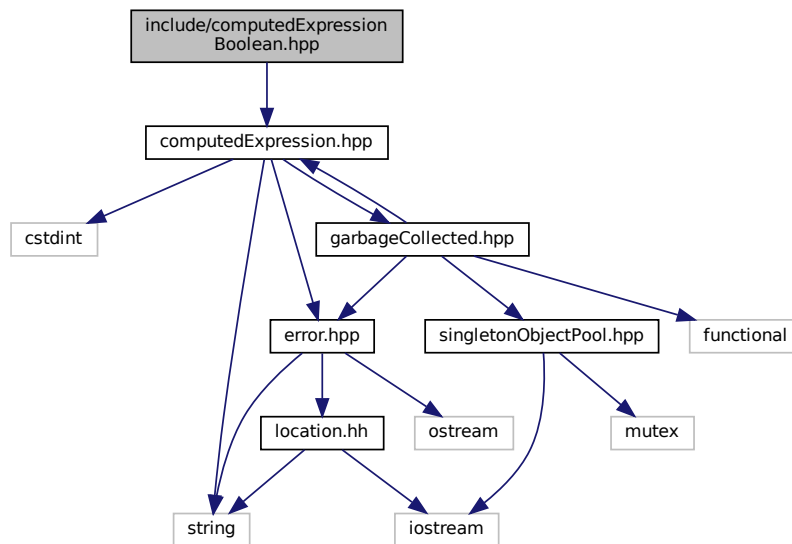 include/computedExpression
Boolean.hpp
computedExpression.hpp
cstdint
garbageCollected.hpp
error.hpp
singletonObjectPool.hpp
functional
location.hh
ostream
mutex
string
iostream